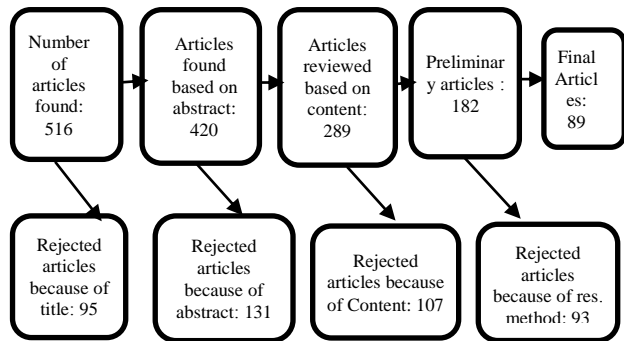 Number
of
articles
found:
516
Articles
found
based on
abstract:
420
Articles
reviewed
based on
content:
289
Preliminar
y articles :
182
Final
Articl
es:
89
Rejected
articles
because of
title: 95
Rejected
articles
because of
abstract: 131
Rejected
articles because
of Content: 107
Rejected
articles
because of res.
method: 93